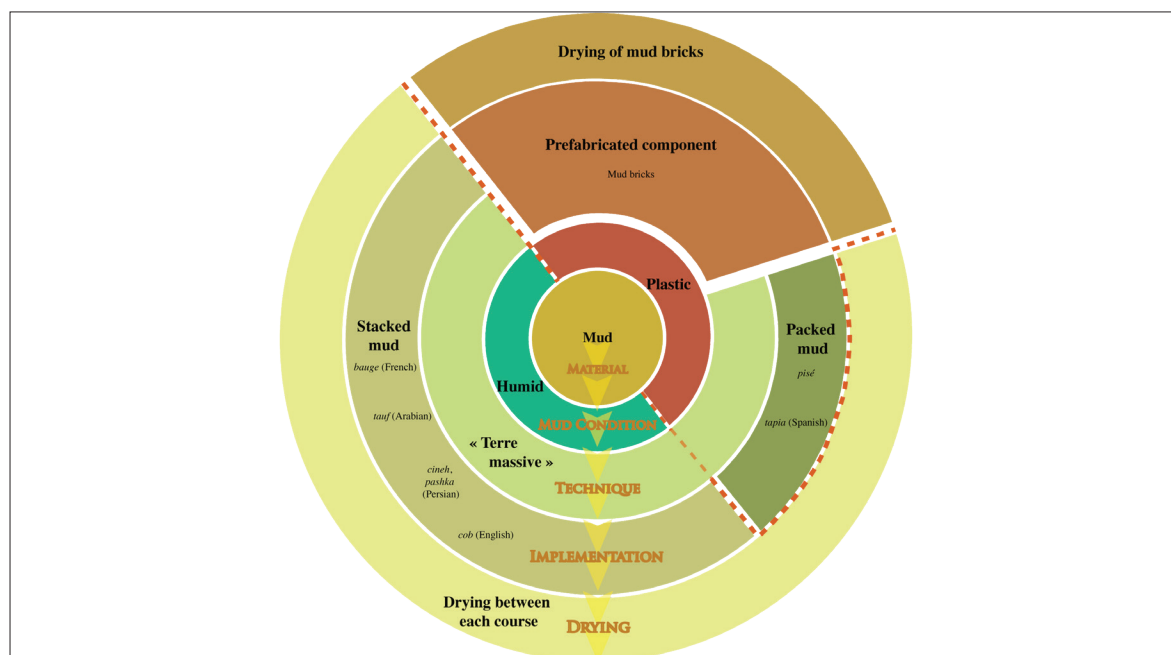 Drying of mud bricks
Prefabricated component
Mud bricks
Plastic
Mud
MATERIAL
Humid
MUD CONDITION
« Terre
massive »
TECHNIQUE
Stacked
mud
bauge (French)
tauf (Arabian)
cineh,
pashka
(Persian)
cob (English)
IMPLEMENTATION
Packed
mud
pisé
tapia (Spanish)
Drying between
each course
DRYING